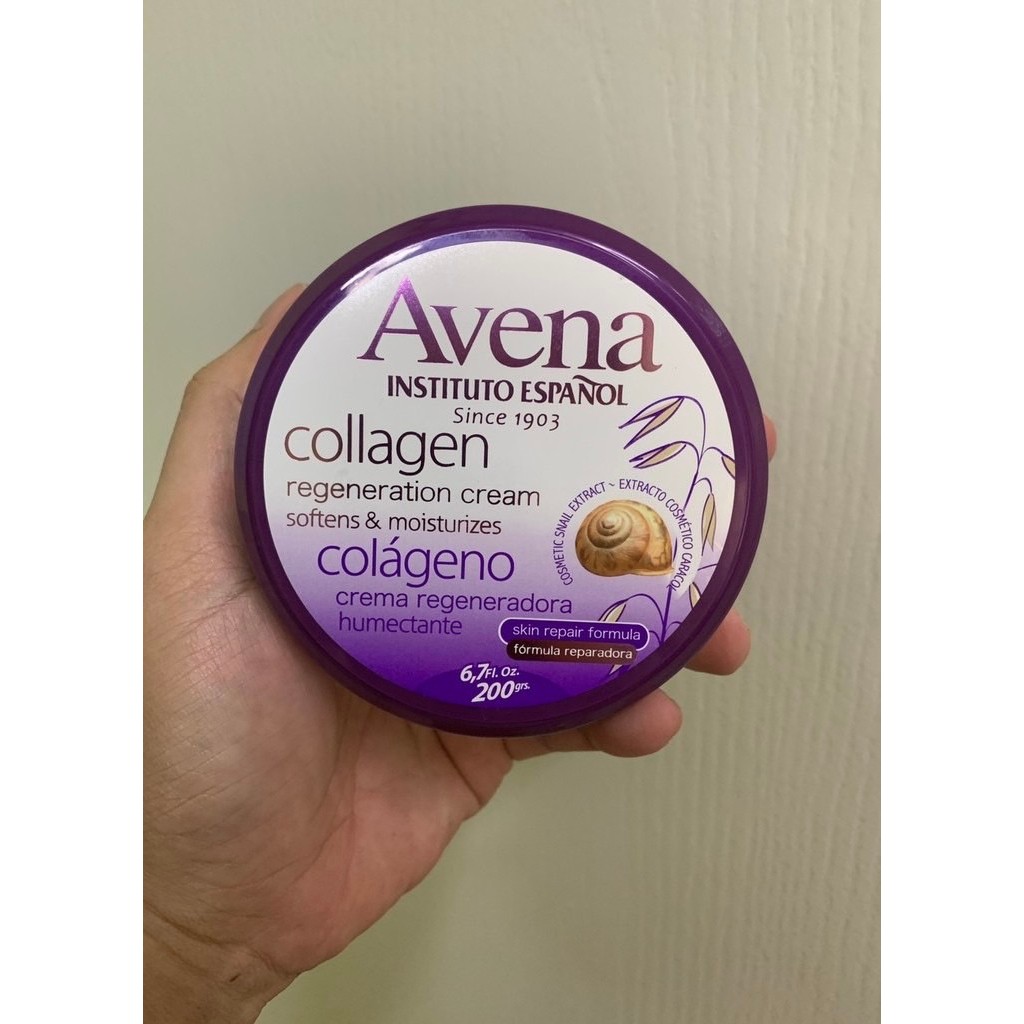 Avena
INSTITUTO ESPAÑOL
Since 1903
collagen
regeneration cream
softens & moisturizes
colágeno
crema regeneradora
humectante
COSMETIC SNAIL EXTRACT ~ EXTRACTO COSMÉTICO CARACOL
skin repair formula
fórmula reparadora
6,7Fl. Oz.
200grs.